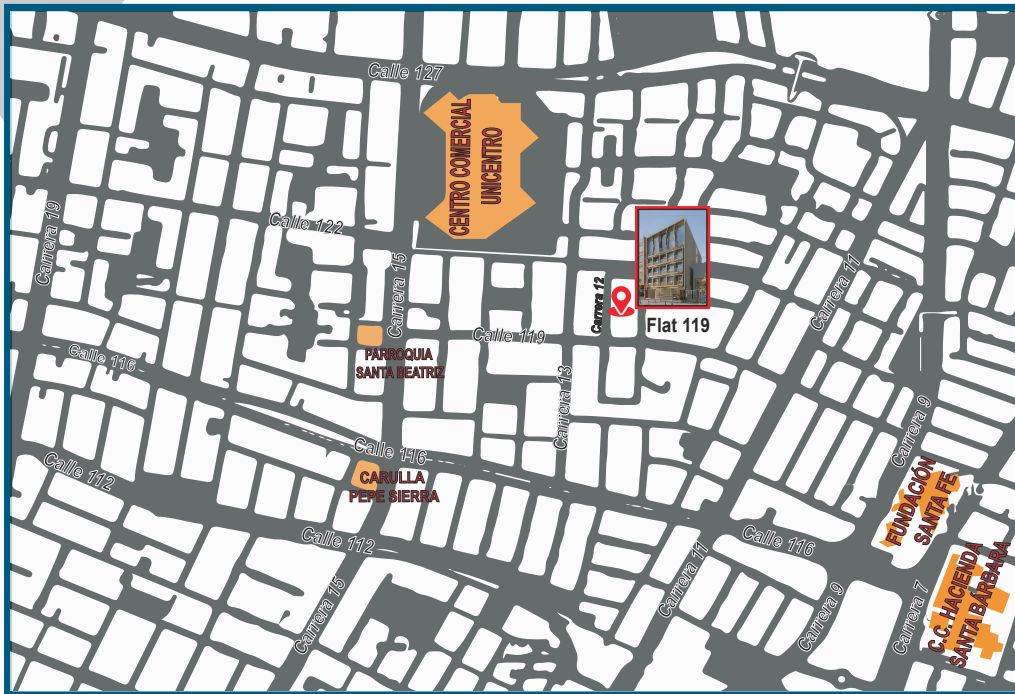 Calle 127
CENTRO COMERCIAL
UNICENTRO
Calle 122
Carrera 19
Carrera 15
Carrera 12
Carrera 11
Flat 119
Calle 119
PARROQUIA
SANTA BEATRIZ
Calle 116
Carrera 13
Carrera 9
Calle 116
CARULLA
PEPE SIERRA
Calle 112
FUNDACIÓN
SANTA FE
Calle 112
Calle 116
Carrera 11
Carrera 15
Carrera 9
Carrera 7
C.C. HACIENDA
SANTA BÁRBARA